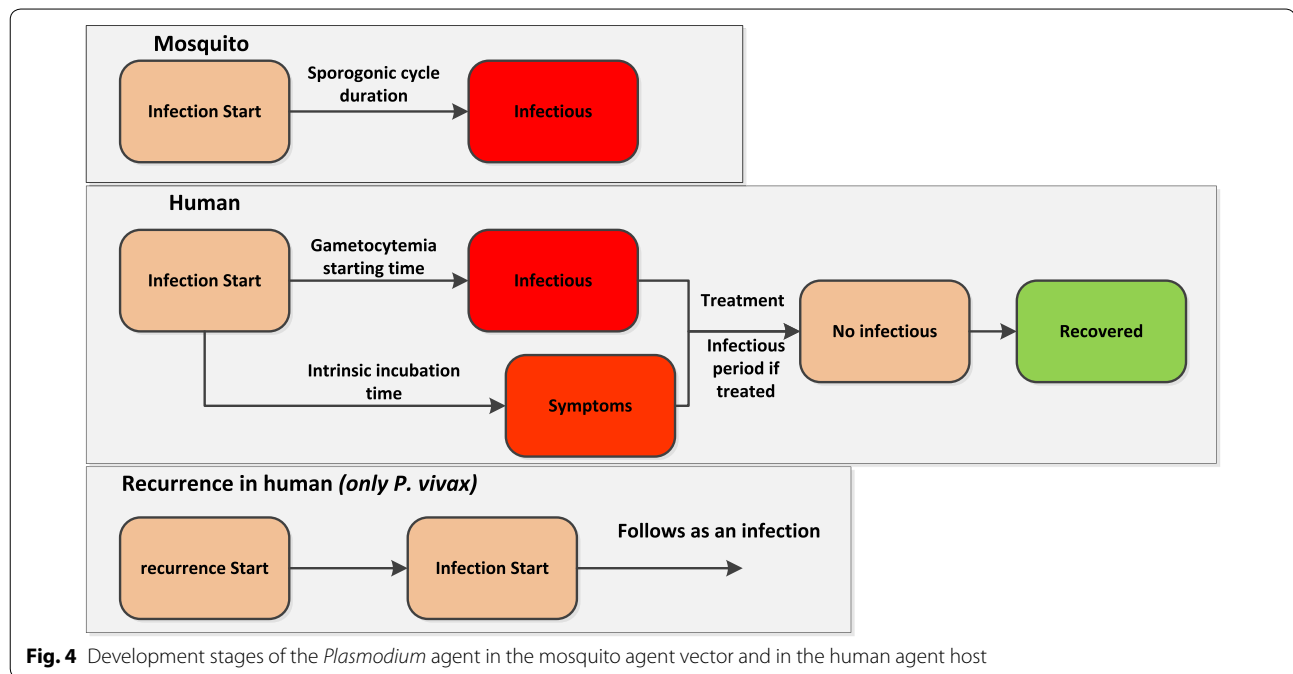 Mosquito
Sporogonic cycle
duration
Infection Start
Infectious
Human
Gametocytemia
starting time
Infection Start
Infectious
Treatment
No infectious
Recovered
Infectious
period if
treated
Intrinsic incubation
time
Symptoms
Recurrence in human (only P. vivax)
Follows as an infection
recurrence Start
Infection Start
Fig. 4 Development stages of the Plasmodium agent in the mosquito agent vector and in the human agent host